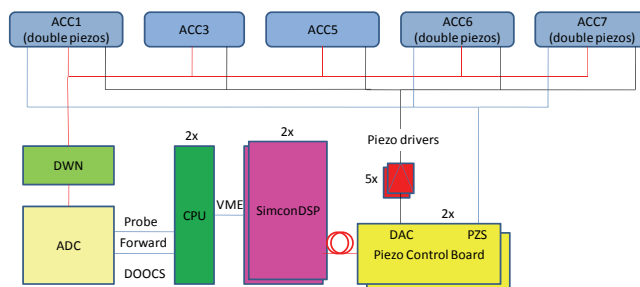 ACC1
(double piezos)
ACC3
ACC5
ACC6
(double piezos)
ACC7
(double piezos)
2x
2x
Piezo drivers
5x
DWN
CPU
VME
SimconDSP
2x
ADC
Probe
Forward
DOOCS
DAC
PZS
Piezo Control Board